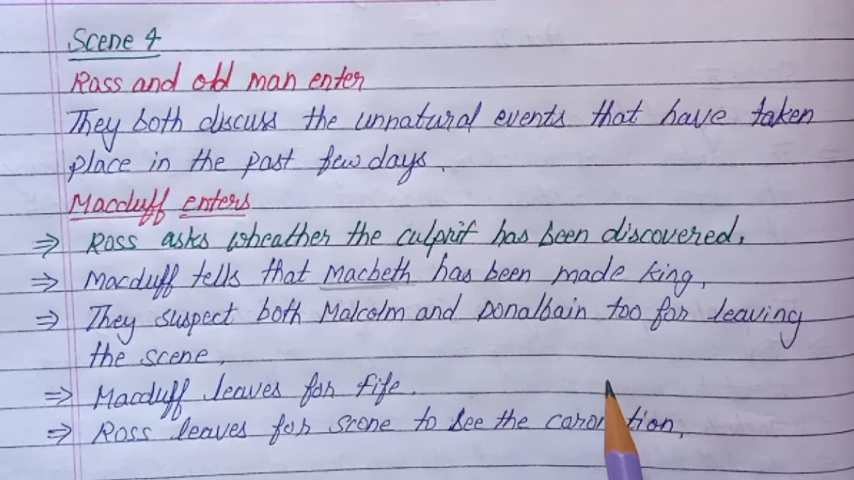 Scene 4
Ross and old man enter
They both discuss the unnatural events that have taken
place in the past few days.
Macduff enters
⇒ Ross asks wheather the culprit has been discovered.
⇒ Macduff tells that Macbeth has been made king.
⇒ They suspect both Malcolm and Donalbain too for leaving
the scene.
⇒ Macduff leaves for Fife.
⇒ Ross leaves for scone to see the